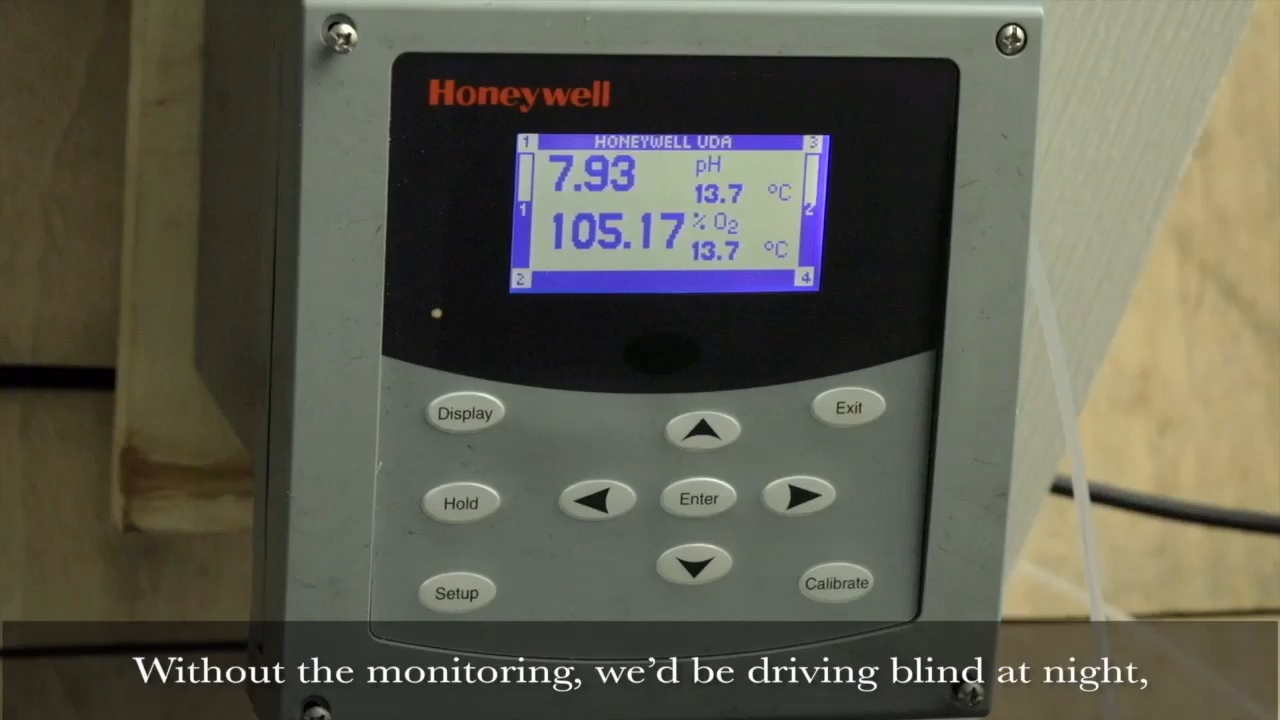 Honeywell
1 HONEYWELL UDA 3
7.93 pH
13.7 °C
1 2
105.17 % O₂
13.7 °C
2 4
Display
Exit
Hold
Enter
Setup
Calibrate
Without the monitoring, we’d be driving blind at night,